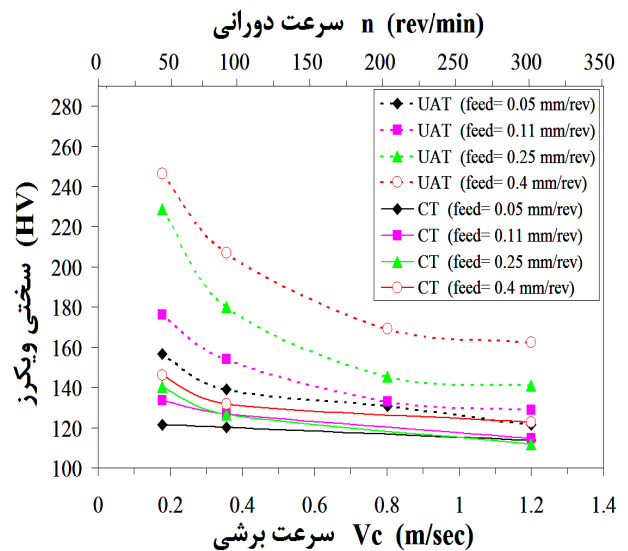 سرعت دورانی n (rev/min)
0 50 100 150 200 250 300 350
280
260
240
220
200
180
160
140
120
100
سختی ویکرز (HV)
UAT (feed= 0.05 mm/rev)
UAT (feed= 0.11 mm/rev)
UAT (feed= 0.25 mm/rev)
UAT (feed= 0.4 mm/rev)
CT (feed= 0.05 mm/rev)
CT (feed= 0.11 mm/rev)
CT (feed= 0.25 mm/rev)
CT (feed= 0.4 mm/rev)
0 0.2 0.4 0.6 0.8 1 1.2 1.4
سرعت برشی Vc (m/sec)